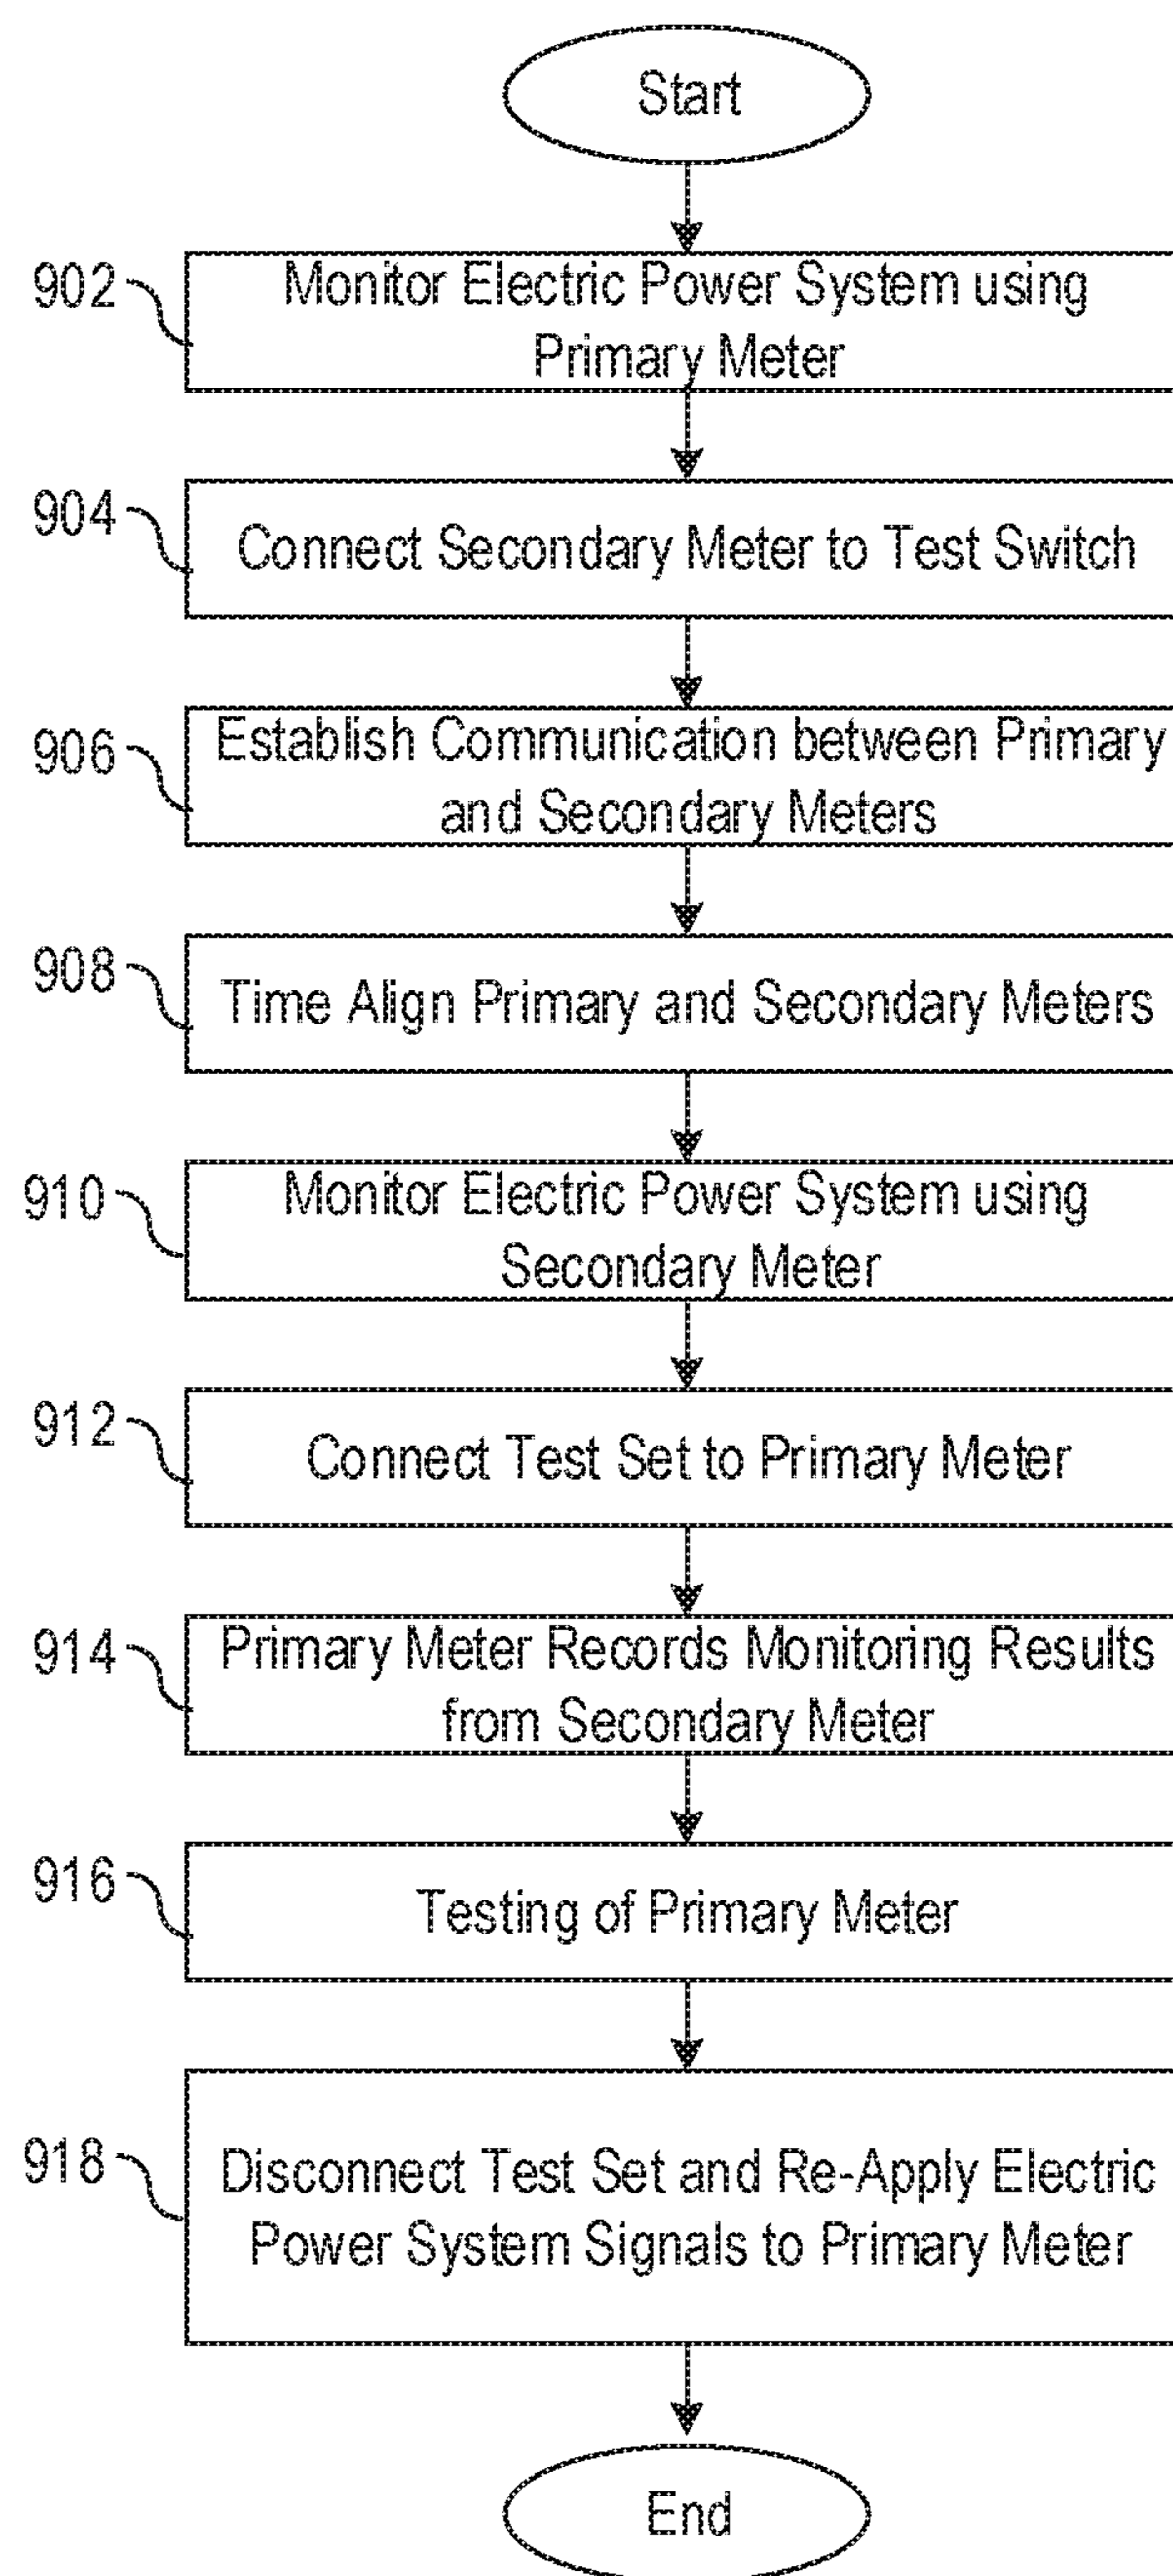 Start
902
Monitor Electric Power System using
Primary Meter
904
Connect Secondary Meter to Test Switch
906
Establish Communication between Primary
and Secondary Meters
908
Time Align Primary and Secondary Meters
910
Monitor Electric Power System using
Secondary Meter
912
Connect Test Set to Primary Meter
914
Primary Meter Records Monitoring Results
from Secondary Meter
916
Testing of Primary Meter
918
Disconnect Test Set and Re-Apply Electric
Power System Signals to Primary Meter
End